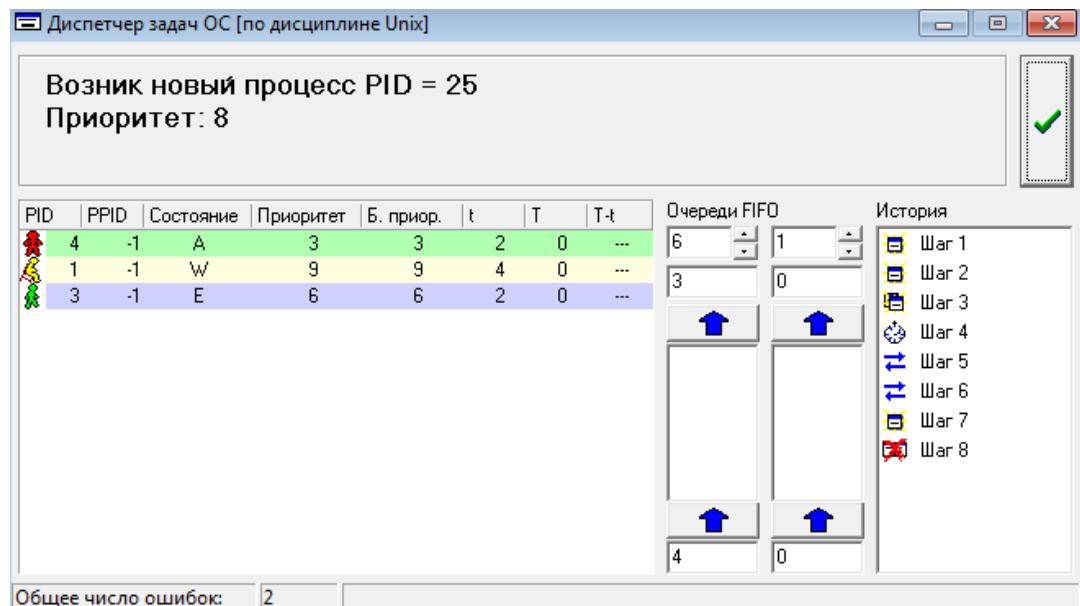 Диспетчер задач ОС [по дисциплине Unix]
Возник новый процесс PID = 25
Приоритет: 8
PID PPID Состояние Приоритет Б. приор. t T T-t
4 -1 A 3 3 2 0 ---
1 -1 W 9 9 4 0 ---
3 -1 E 6 6 2 0 ---
Очереди FIFO
6 1
3 0
4 0
История
Шаг 1
Шаг 2
Шаг 3
Шаг 4
Шаг 5
Шаг 6
Шаг 7
Шаг 8
Общее число ошибок: 2